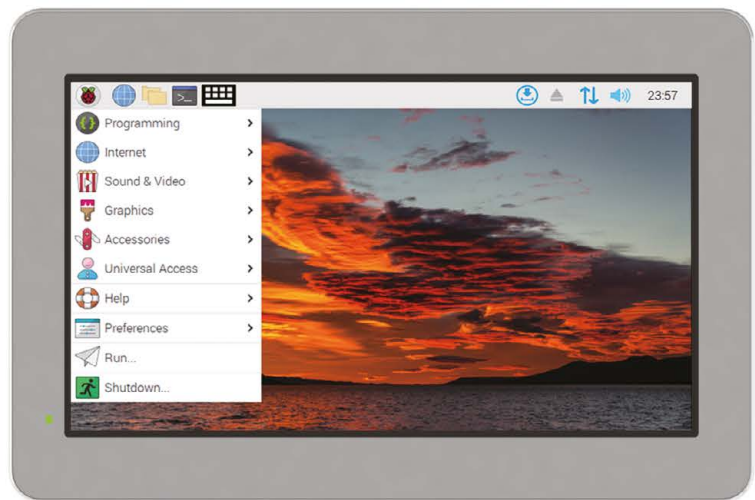 23:57
Programming
Internet
Sound & Video
Graphics
Accessories
Universal Access
Help
Preferences
Run...
Shutdown...